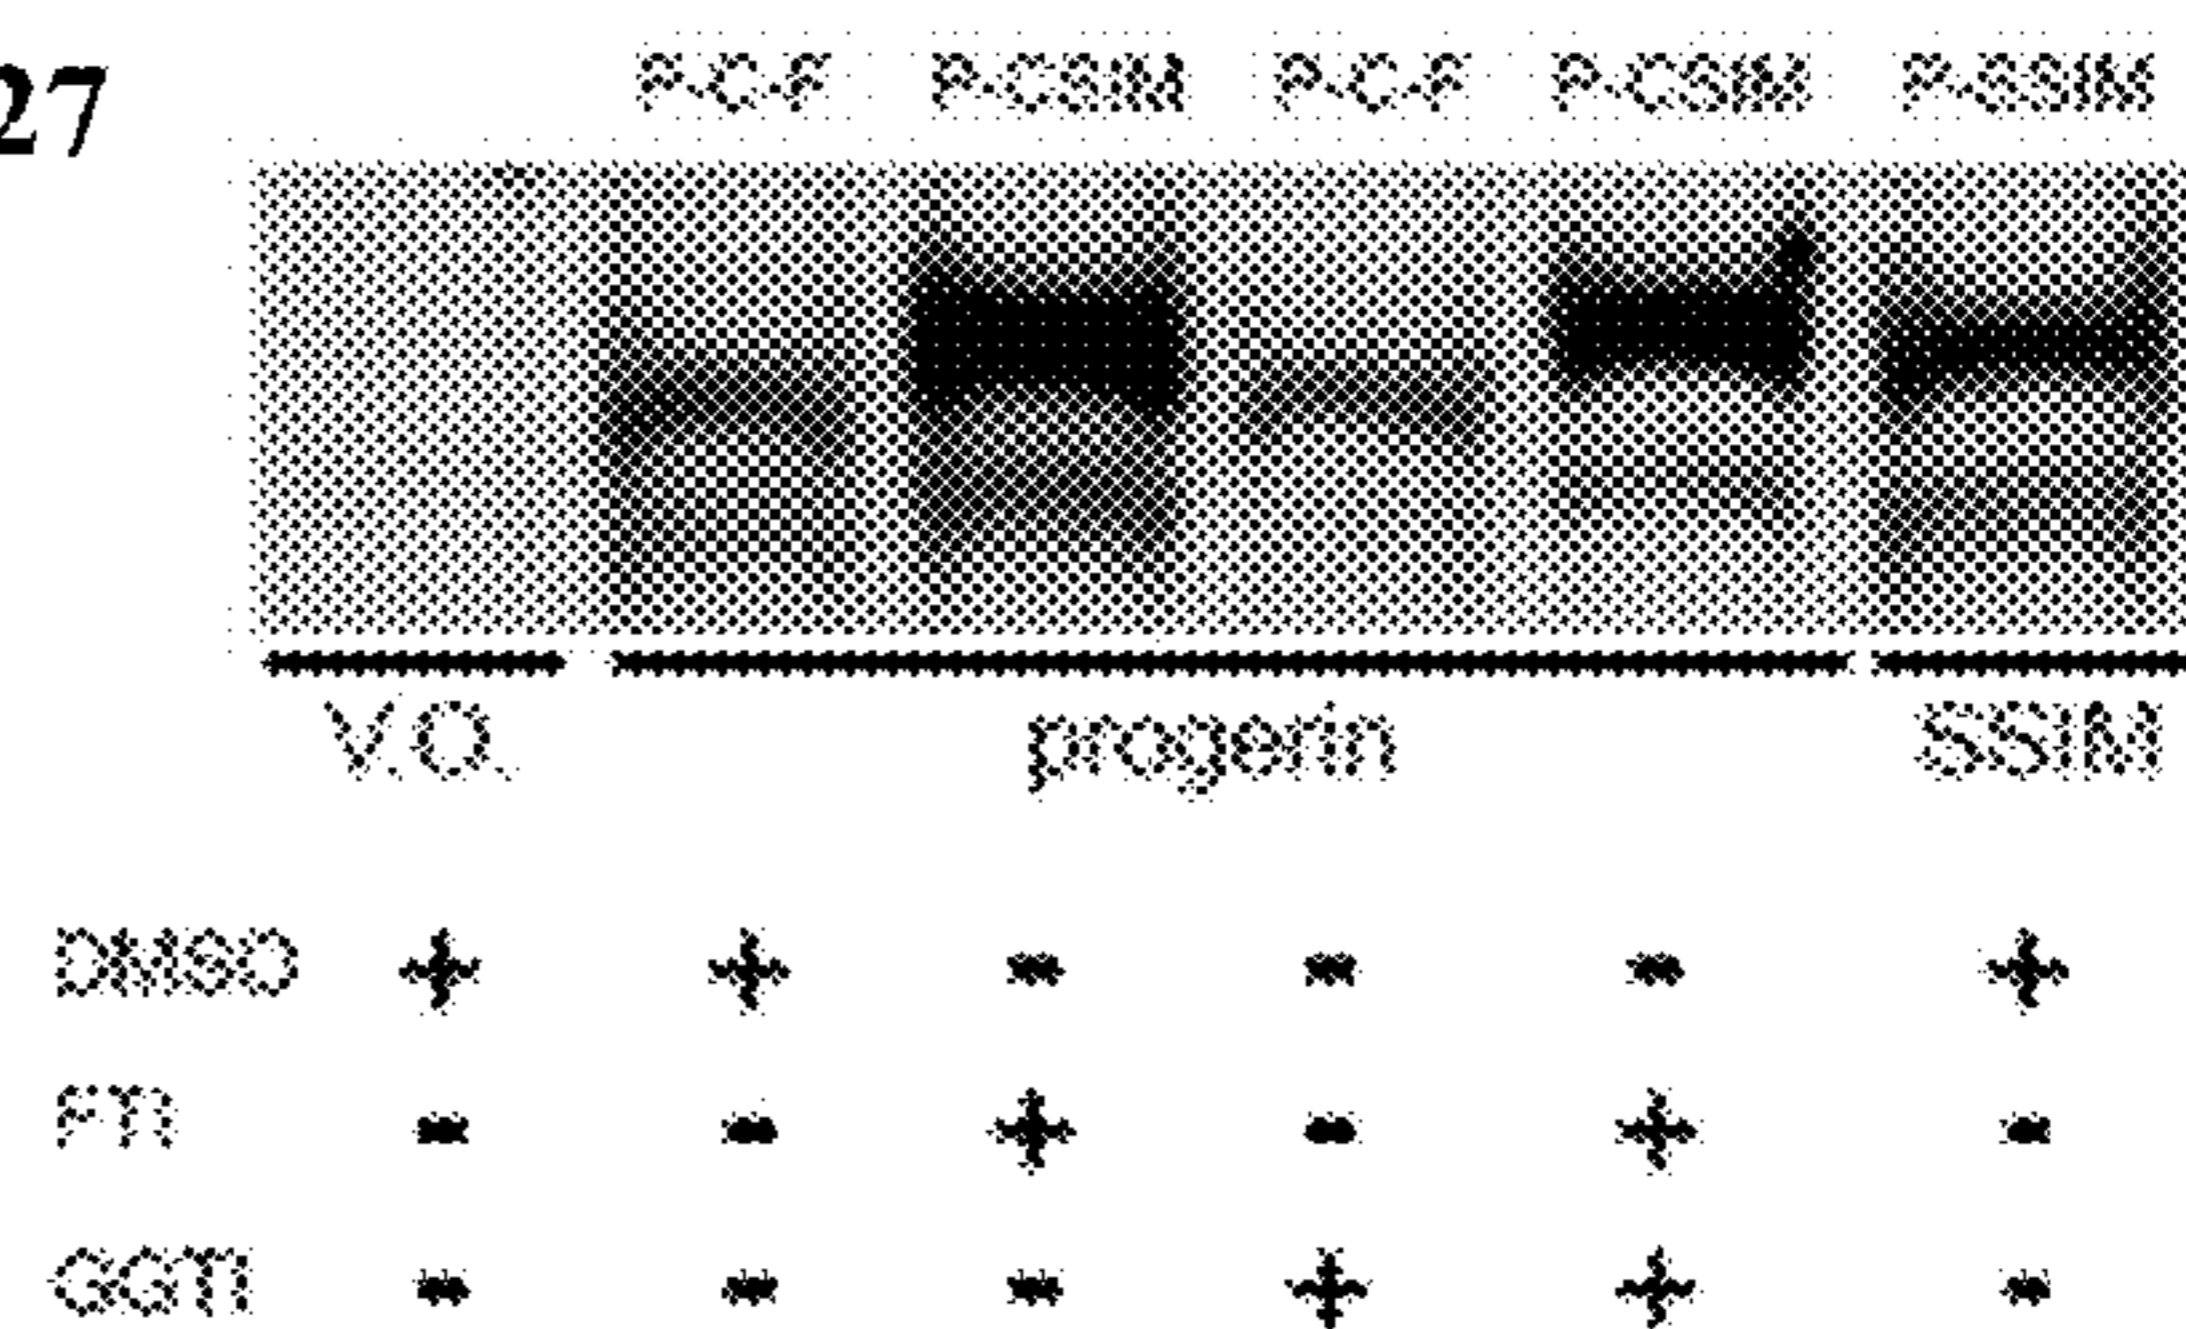 27
P-C-F P-CSIM P-C-F P-CSIM P-SSIM
V.O. progerin SSIM
DMSO + + - - - +
FTI - - + - + -
GGTI - - - + + -